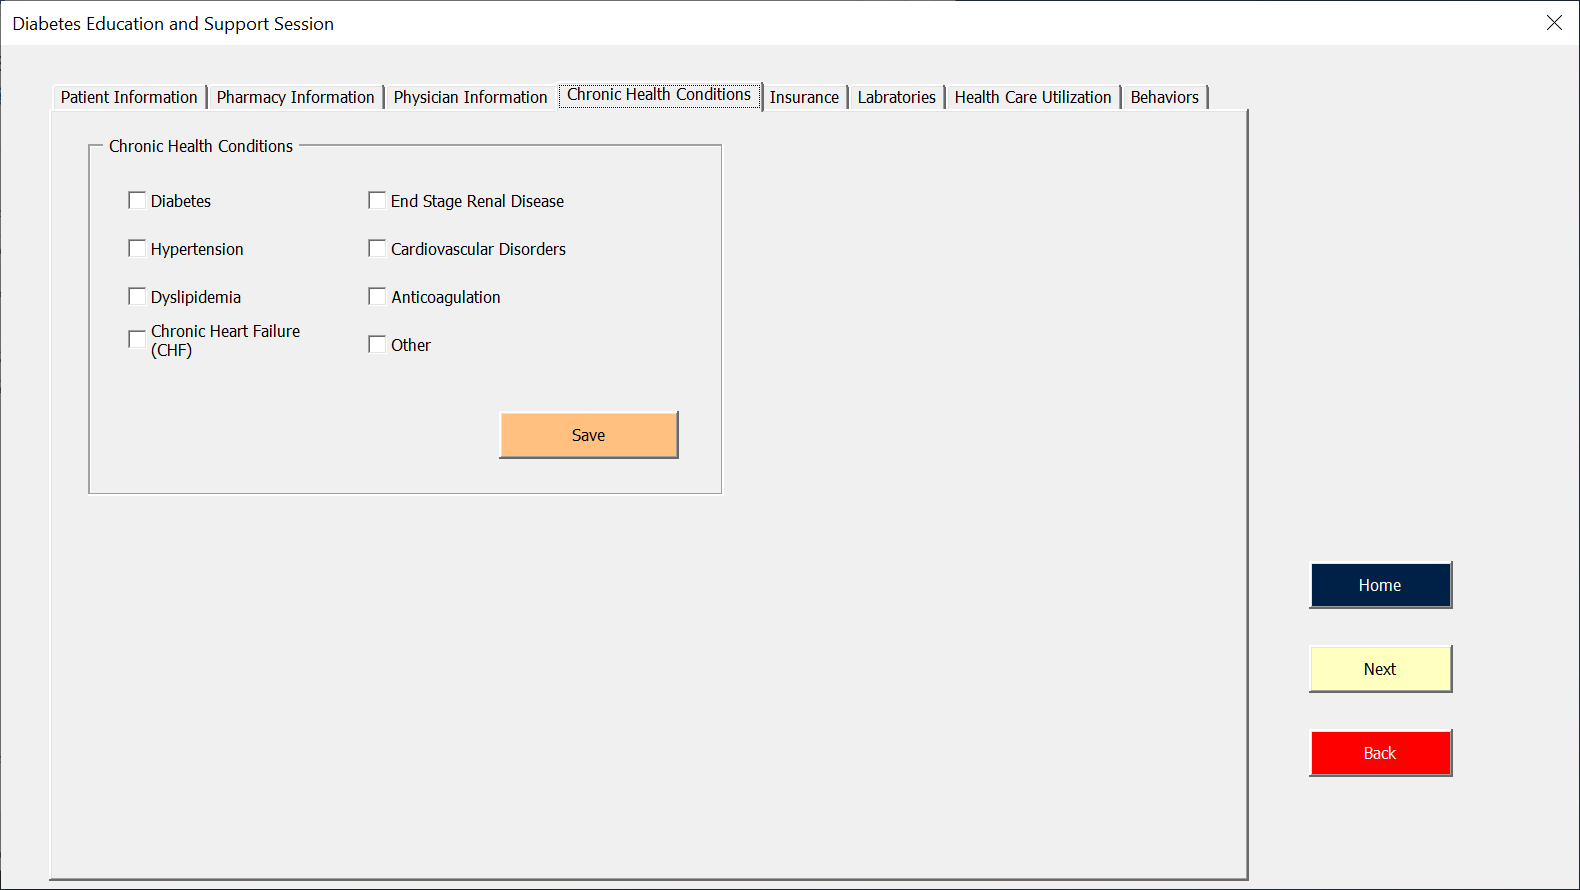 Diabetes Education and Support Session
Patient Information
Pharmacy Information
Physician Information
Chronic Health Conditions
Insurance
Labratories
Health Care Utilization
Behaviors
Chronic Health Conditions
Diabetes
End Stage Renal Disease
Hypertension
Cardiovascular Disorders
Dyslipidemia
Anticoagulation
Chronic Heart Failure
(CHF)
Other
Save
Home
Next
Back